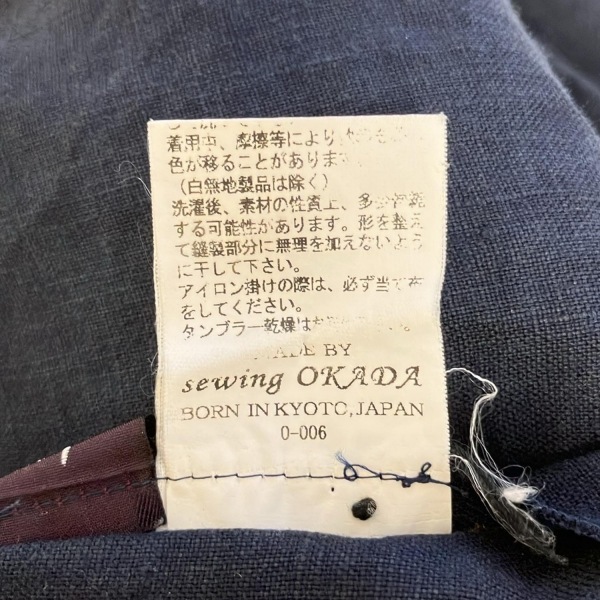 着用中、摩擦等により
色が移ることがあります
(白無地製品は除く)
洗濯後、素材の性質上、多少
する可能性があります。形を整え
て縫製部分に無理を加えないよう
に干して下さい。
アイロン掛けの際は、必ず当て布
をしてください。
タンブラー乾燥はお
MADE BY
sewing OKADA
BORN IN KYOTO, JAPAN
0-006